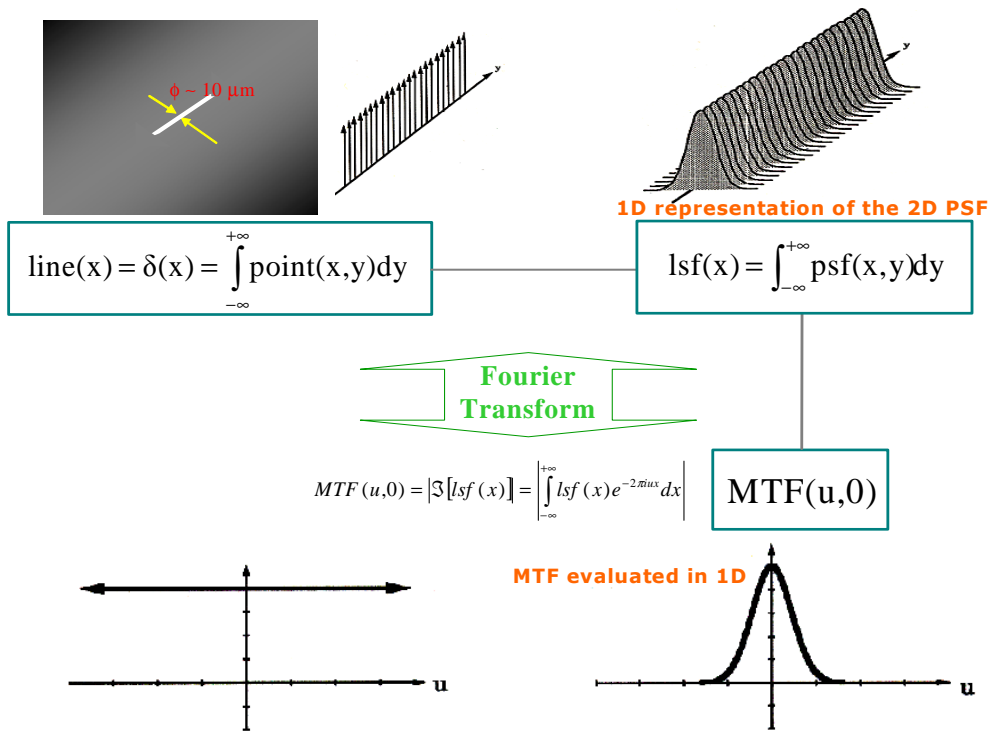 ϕ ~ 10 μm
y
y
1D representation of the 2D PSF
line(x) = δ(x) = ∫_{−∞}^{+∞} point(x,y)dy
lsf(x) = ∫_{−∞}^{+∞} psf(x,y)dy
Fourier
Transform
MTF(u,0) = |ℑ[lsf(x)]| = |∫_{−∞}^{+∞} lsf(x)e^{−2πiux}dx|
MTF(u,0)
MTF evaluated in 1D
u
u